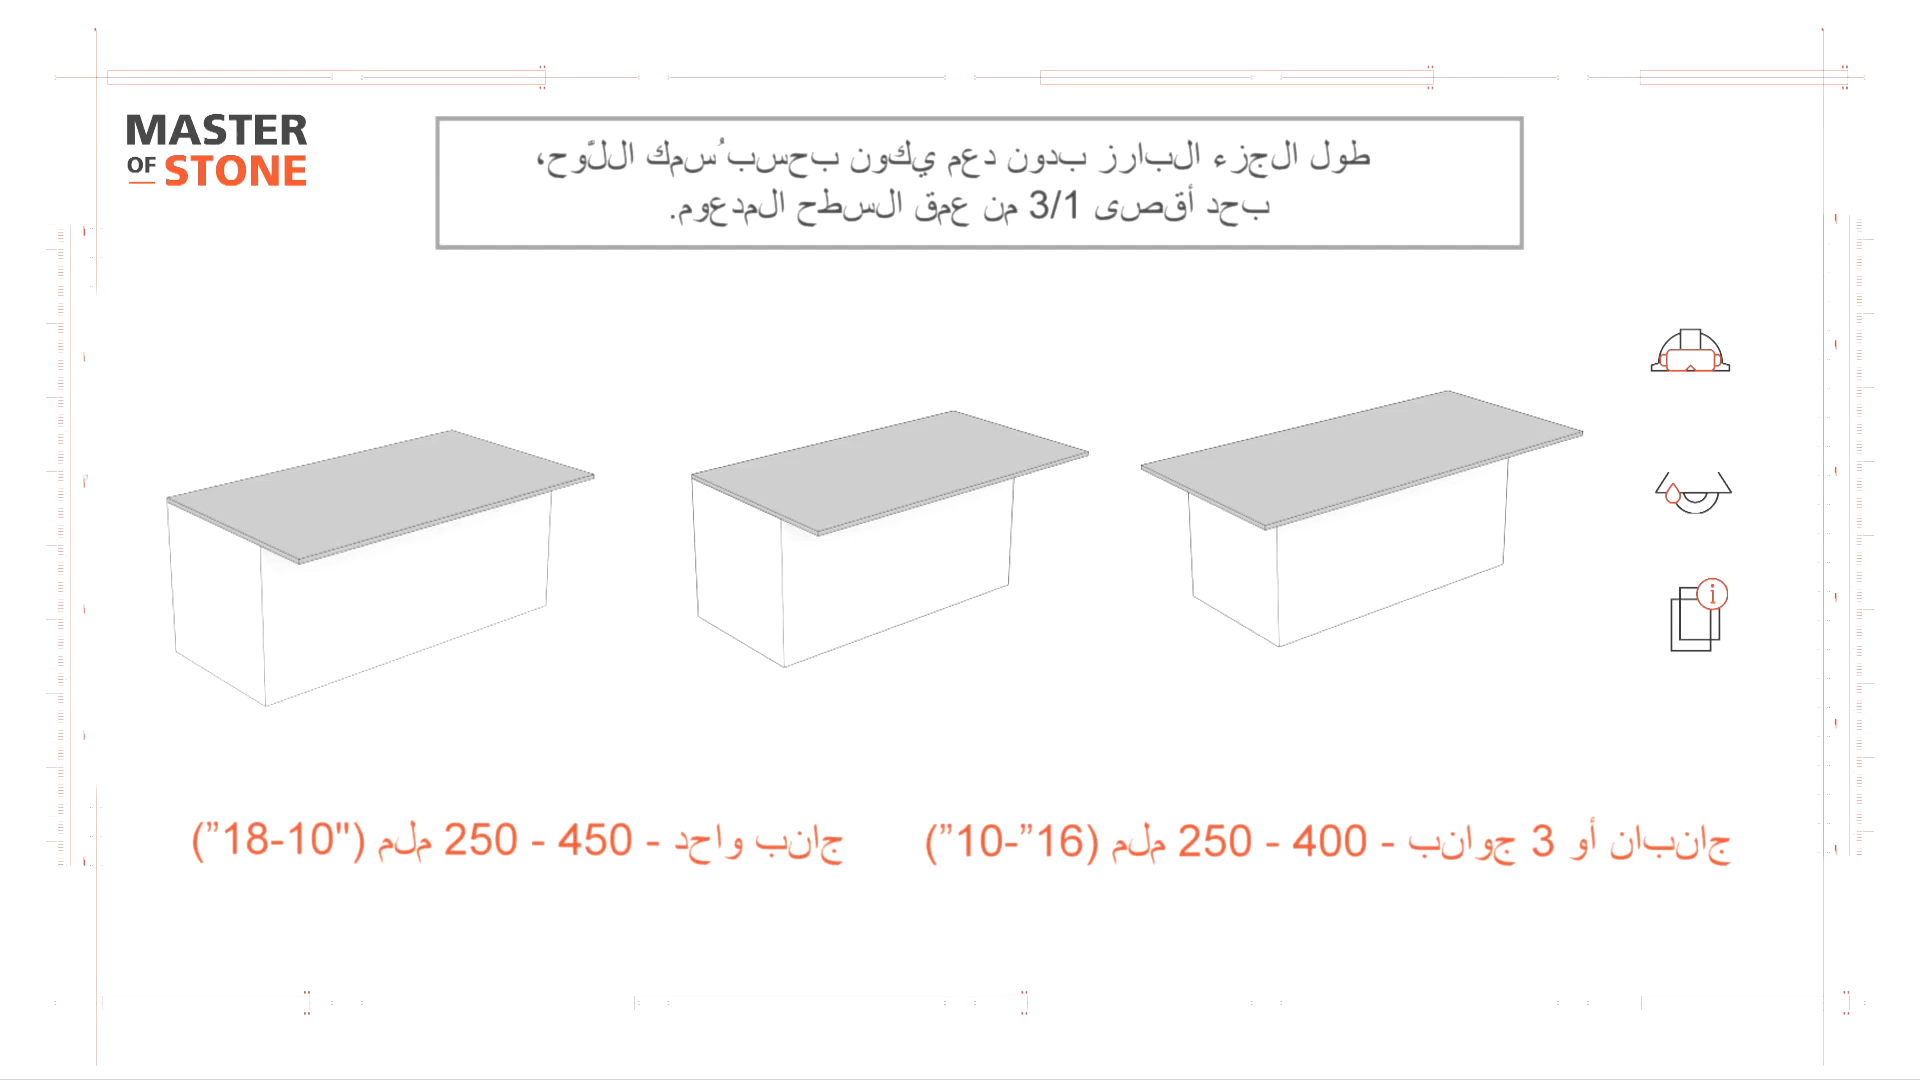 MASTER
OF STONE
طول الجزء البارز بدون دعم يكون بحسب سُمك اللّوح،
بحد أقصى 3/1 من عمق السطح المدعوم.
i
جانبان أو 3 جوانب - 400 - 250 ملم (16”-10”)
جانب واحد - 450 - 250 ملم ("10-18”)